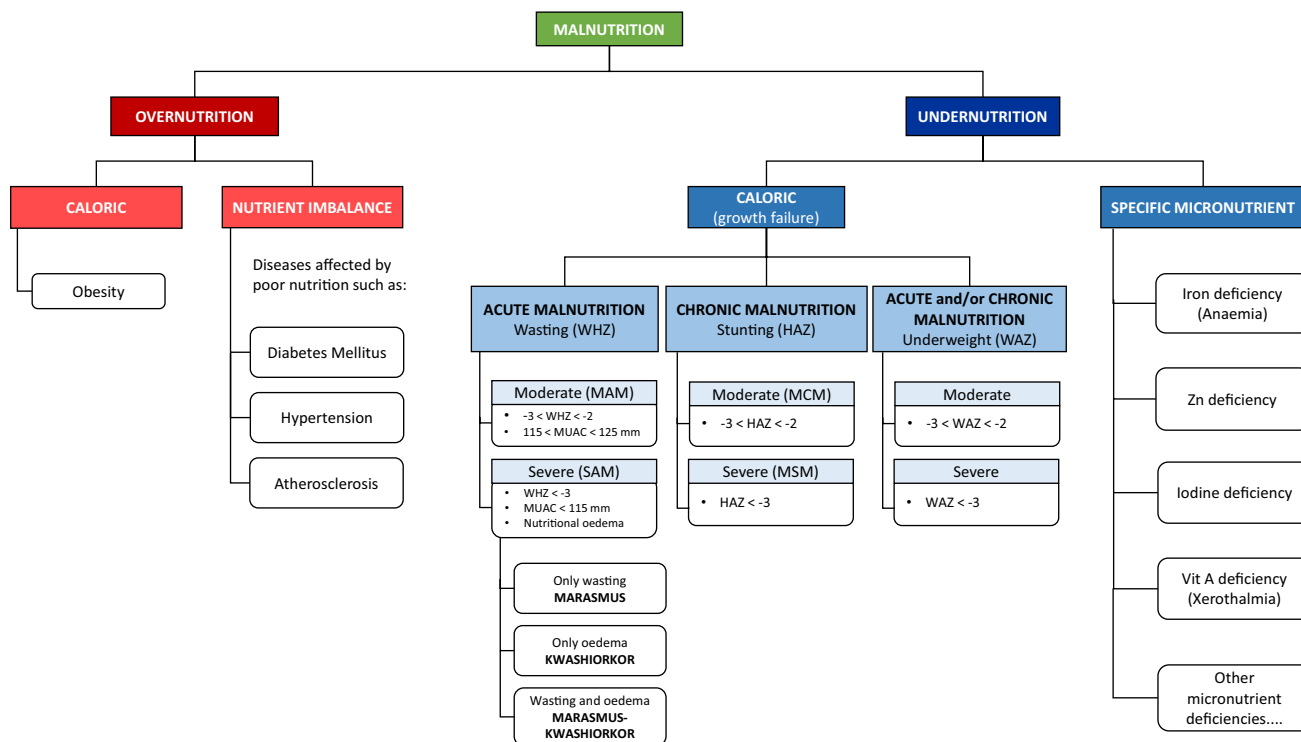 MALNUTRITION
OVERNUTRITION
UNDERNUTRITION
CALORIC
NUTRIENT IMBALANCE
CALORIC
(growth failure)
SPECIFIC MICRONUTRIENT
Obesity
Diseases affected by
poor nutrition such as:
Diabetes Mellitus
Hypertension
Atherosclerosis
ACUTE MALNUTRITION
Wasting (WHZ)
Moderate (MAM)
• -3 < WHZ < -2
• 115 < MUAC < 125 mm
Severe (SAM)
• WHZ < -3
• MUAC < 115 mm
• Nutritional oedema
Only wasting
MARASMUS
Only oedema
KWASHIORKOR
Wasting and oedema
MARASMUS-
KWASHIORKOR
CHRONIC MALNUTRITION
Stunting (HAZ)
Moderate (MCM)
• -3 < HAZ < -2
Severe (MSM)
• HAZ < -3
ACUTE and/or CHRONIC
MALNUTRITION
Underweight (WAZ)
Moderate
• -3 < WAZ < -2
Severe
• WAZ < -3
Iron deficiency
(Anaemia)
Zn deficiency
Iodine deficiency
Vit A deficiency
(Xerothalmia)
Other
micronutrient
deficiencies....